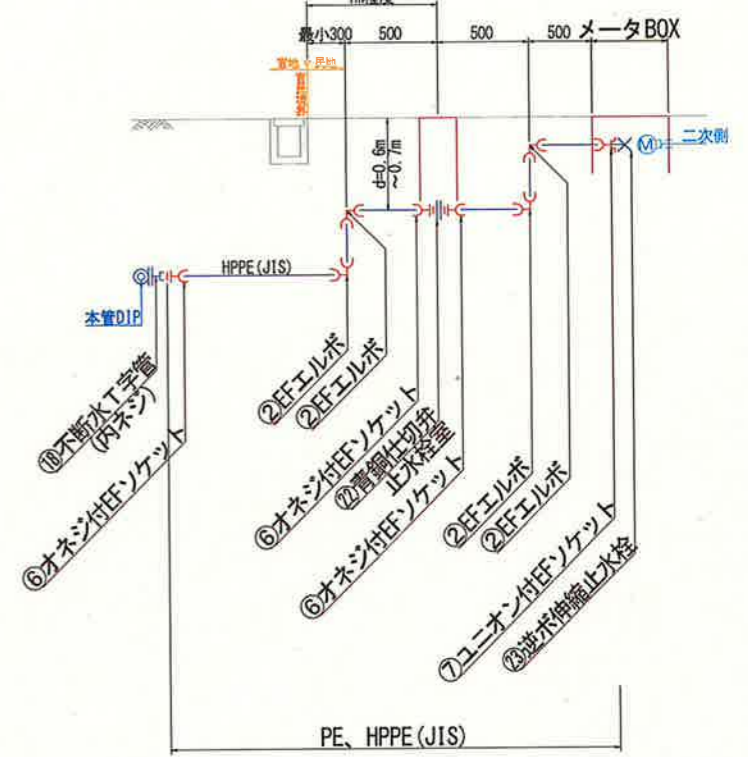 最小300 500 500 500 メータBOX
官地 民地
官民境界
d=0.6m
～0.7m
M 二次側
HPPE(JIS)
本管DIP
⑱不断水T字管
(内ネジ)
⑥オネジ付EFソケット
②EFエルボ
②EFエルボ
⑥オネジ付EFソケット
㉒青銅仕切弁
止水栓室
⑥オネジ付EFソケット
②EFエルボ
②EFエルボ
⑦ユニオン付EFソケット
㉓逆ボ伸縮止水栓
PE、HPPE(JIS)